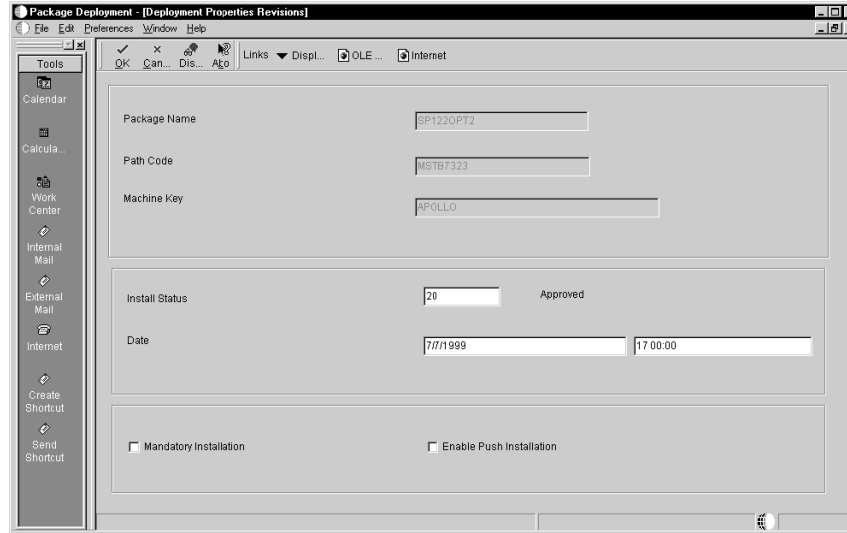 Package Deployment - [Deployment Properties Revisions]
File Edit Preferences Window Help
Tools
OK Can... Dis... Abo Links Displ... OLE ... Internet
Calendar
Calcula...
Work
Center
Internal
Mail
External
Mail
Internet
Create
Shortcut
Send
Shortcut
Package Name SP122OPT2
Path Code MSTB7323
Machine Key APOLLO
Install Status 20 Approved
Date 7/7/1999 17 00:00
Mandatory Installation Enable Push Installation